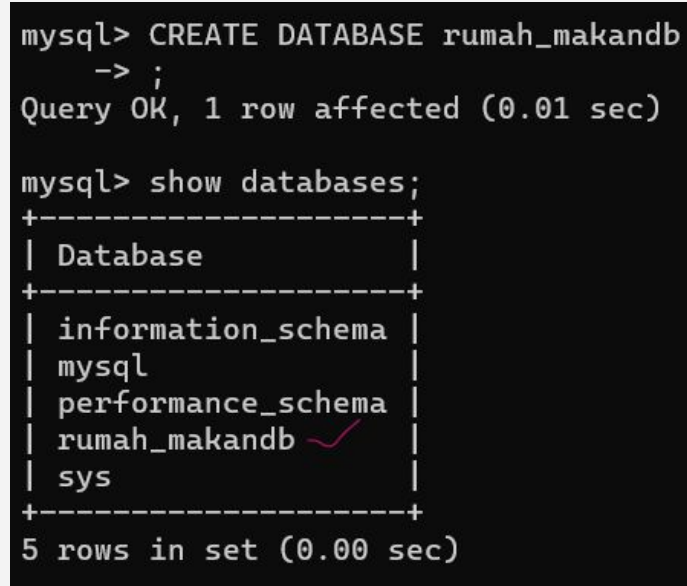 mysql> CREATE DATABASE rumah_makandb
    -> ;
Query OK, 1 row affected (0.01 sec)

mysql> show databases;
+--------------------+
| Database           |
+--------------------+
| information_schema |
| mysql              |
| performance_schema |
| rumah_makandb      |
| sys                |
+--------------------+
5 rows in set (0.00 sec)